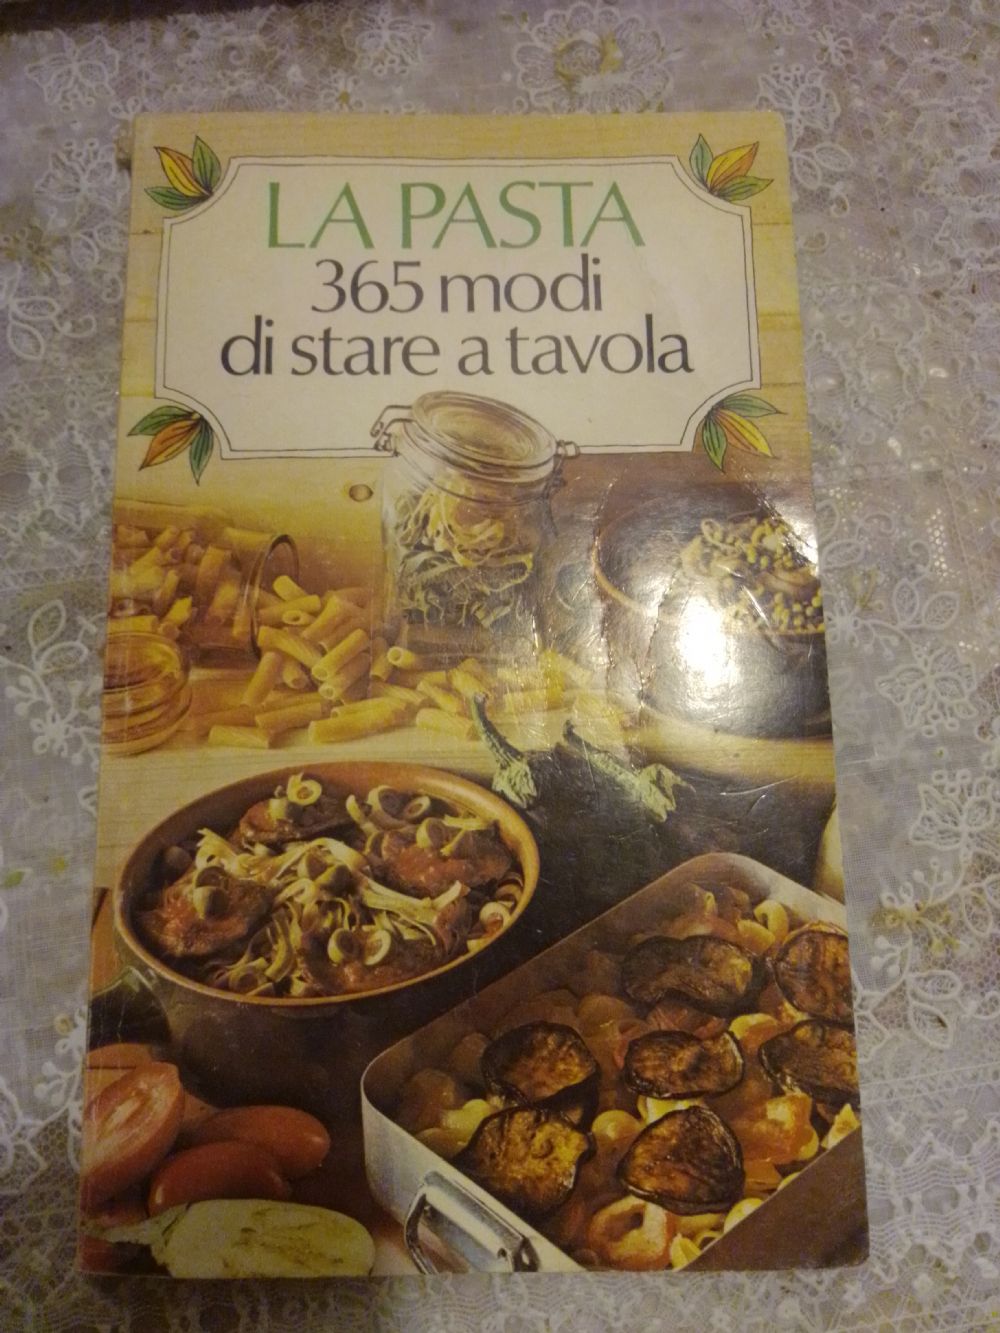 LA PASTA
365 modi
di stare a tavola